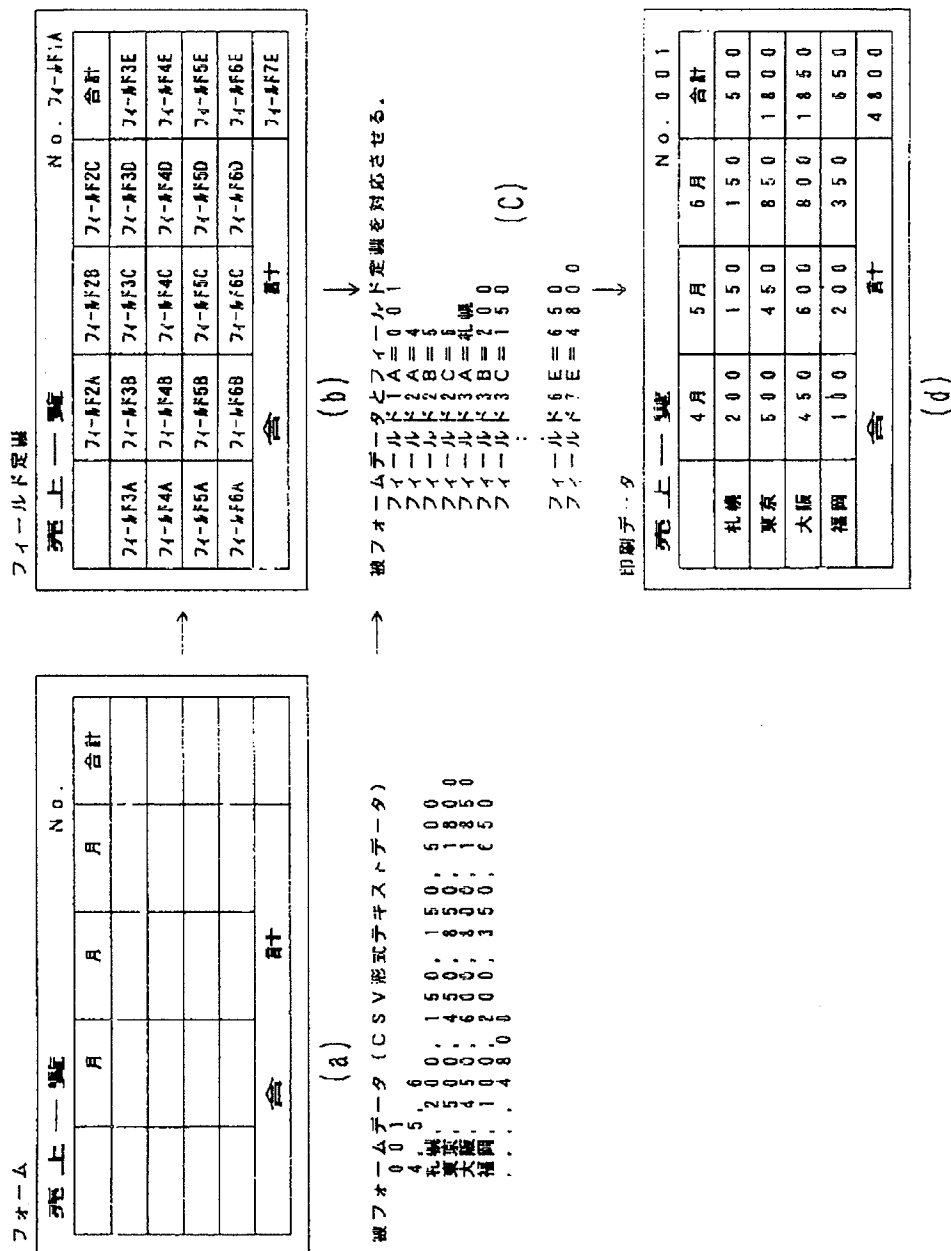 フォーム
売上一覧
No.
月 月 月 合計
合 計
(a)
フィールド定義
売上一覧
No. フィールド1A
フィールド2A フィールド2B フィールド2C 合計
フィールド3A フィールド3B フィールド3C フィールド3D フィールド3E
フィールド4A フィールド4B フィールド4C フィールド4D フィールド4E
フィールド5A フィールド5B フィールド5C フィールド5D フィールド5E
フィールド6A フィールド6B フィールド6C フィールド6D フィールド6E
合 計 フィールド7E
(b)
被フォームデータ(CSV形式テキストデータ)
001
4,5,6
札幌,200,150,150,500
東京,500,450,850,1800
大阪,450,600,800,1850
福岡,100,200,350,650
,,,,4800
被フォームデータとフィールド定義を対応させる。
フィールド1A=001
フィールド2A=4
フィールド2B=5
フィールド2C=6
フィールド3A=札幌
フィールド3B=200
フィールド3C=150
:
フィールド6E=650
フィールド7E=4800
(C)
印刷データ
売上一覧
No.001
4月 5月 6月 合計
札幌 200 150 150 500
東京 500 450 850 1800
大阪 450 600 800 1850
福岡 100 200 350 650
合 計 4800
(d)